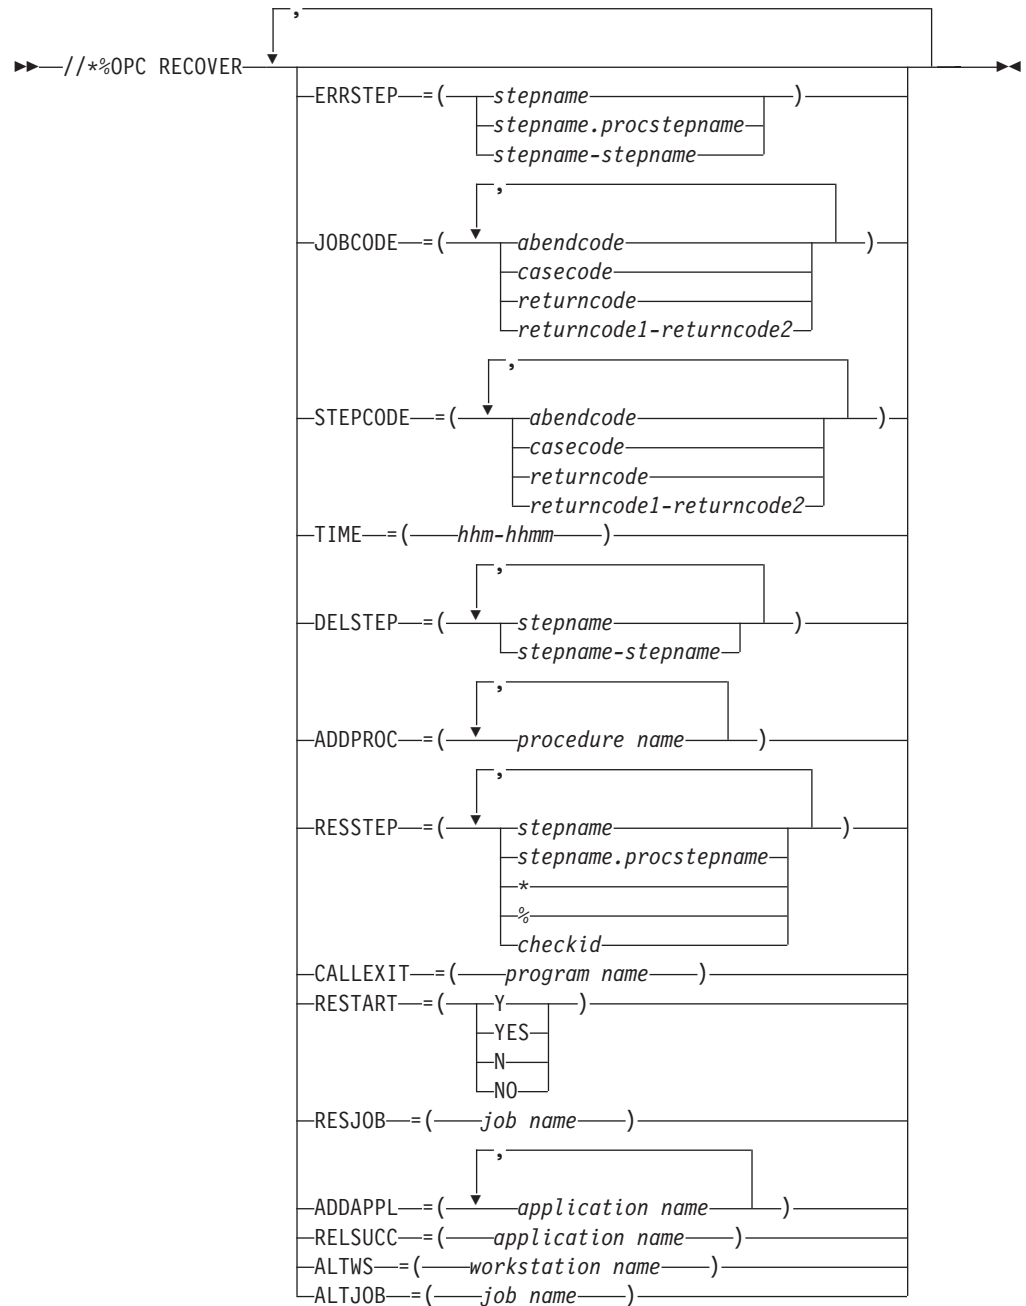 ,
//*%OPC RECOVER
ERRSTEP =( stepname )
stepname.procstepname
stepname-stepname
,
JOBCODE =( abendcode )
casecode
returncode
returncode1-returncode2
,
STEPCODE =( abendcode )
casecode
returncode
returncode1-returncode2
TIME =( hhm-hhmm )
,
DELSTEP =( stepname )
stepname-stepname
,
ADDPROC =( procedure name )
,
RESSTEP =( stepname )
stepname.procstepname
*
%
checkid
CALLEXIT =( program name )
RESTART =( Y )
YES
N
NO
RESJOB =( job name )
,
ADDAPPL =( application name )
RELSUCC =( application name )
ALTWS =( workstation name )
ALTJOB =( job name )